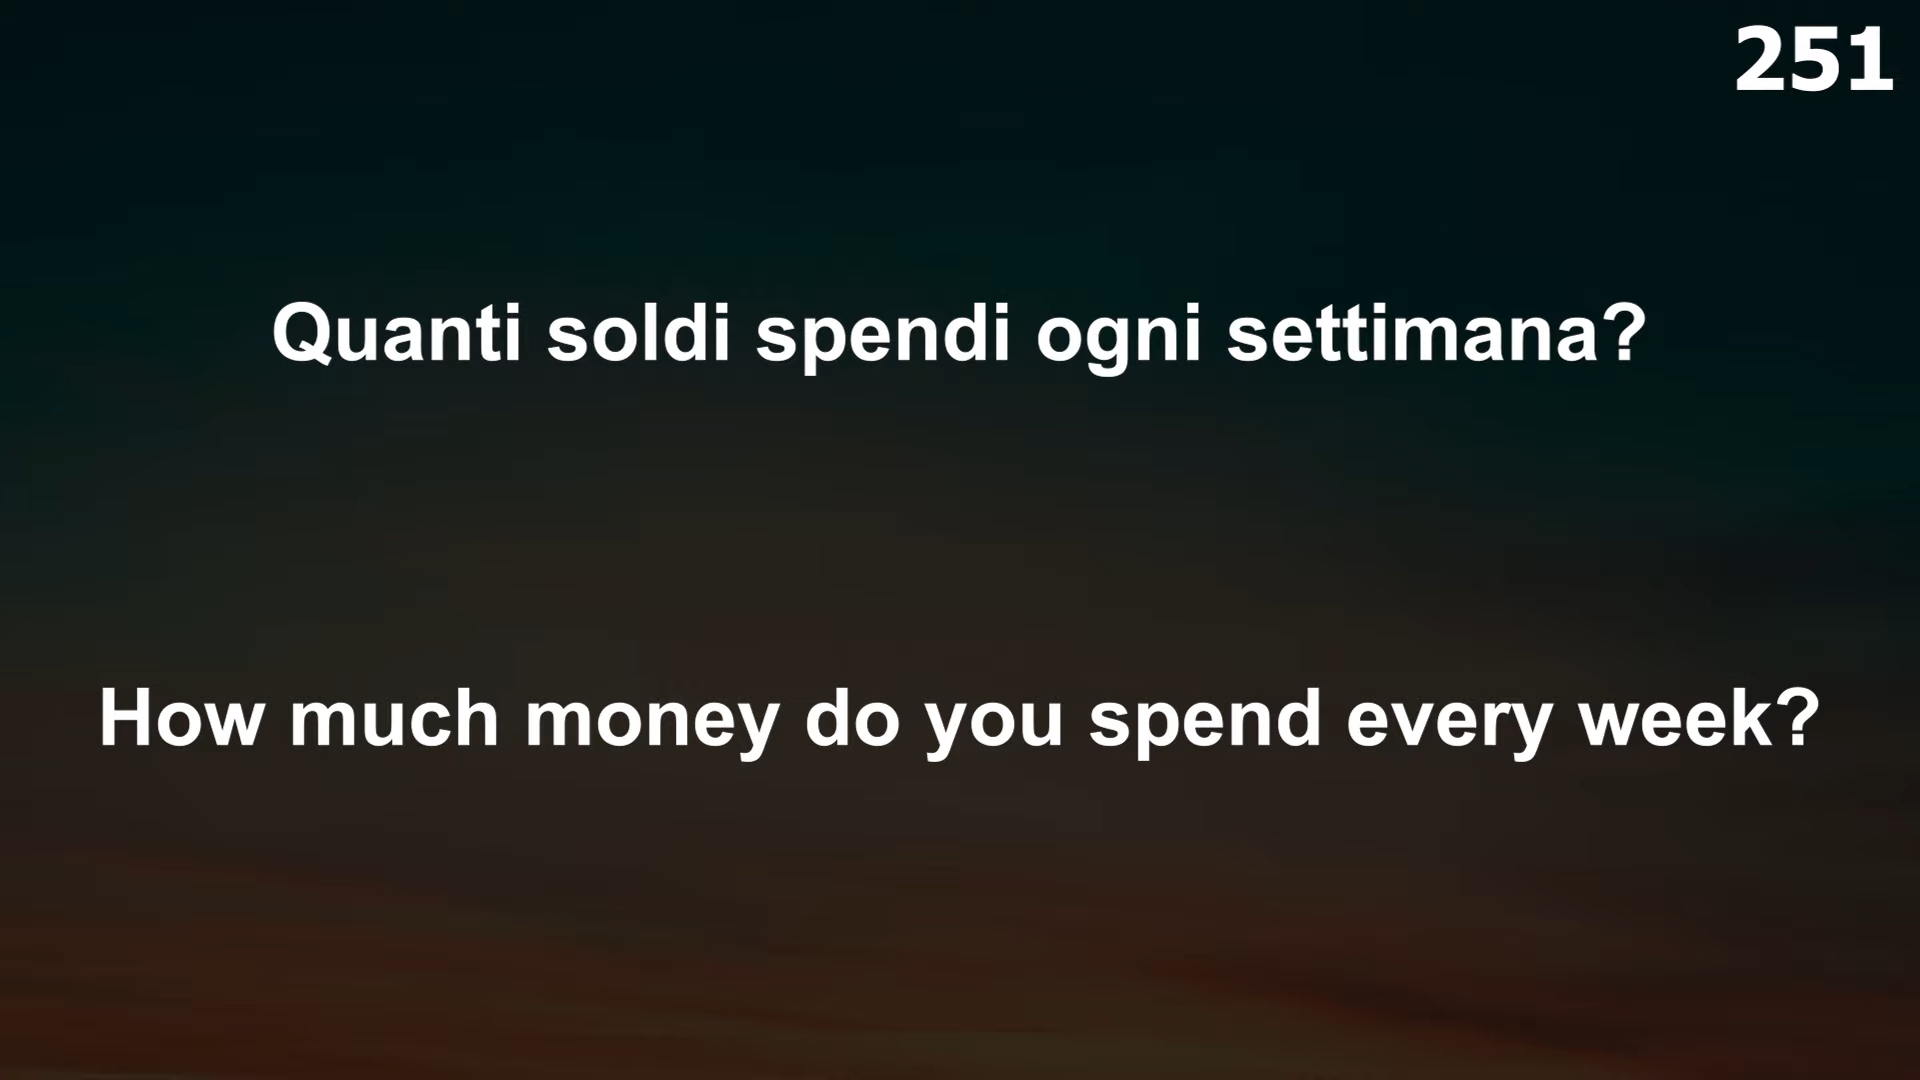 251
Quanti soldi spendi ogni settimana?
How much money do you spend every week?